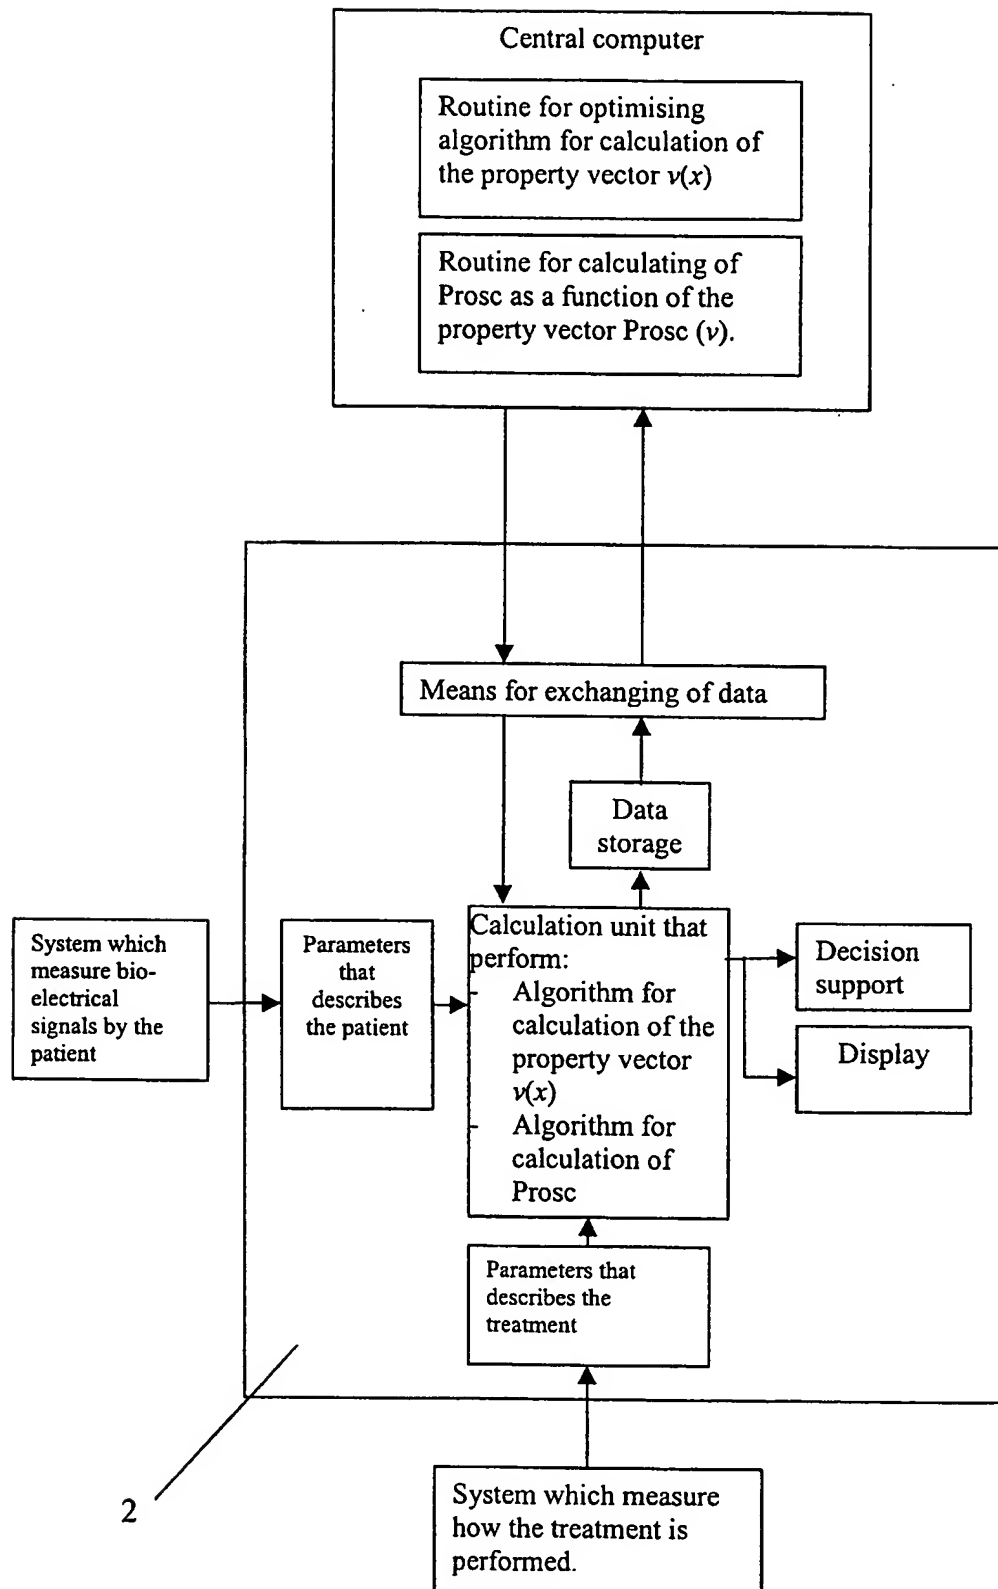 Central computer
Routine for optimising
algorithm for calculation of
the property vector v(x)
Routine for calculating of
Prosc as a function of the
property vector Prosc (v).
Means for exchanging of data
Data
storage
System which
measure bio-
electrical
signals by the
patient
Parameters
that
describes
the patient
Calculation unit that
perform:
- Algorithm for
calculation of the
property vector
v(x)
- Algorithm for
calculation of
Prosc
Decision
support
Display
Parameters that
describes the
treatment
2
System which measure
how the treatment is
performed.